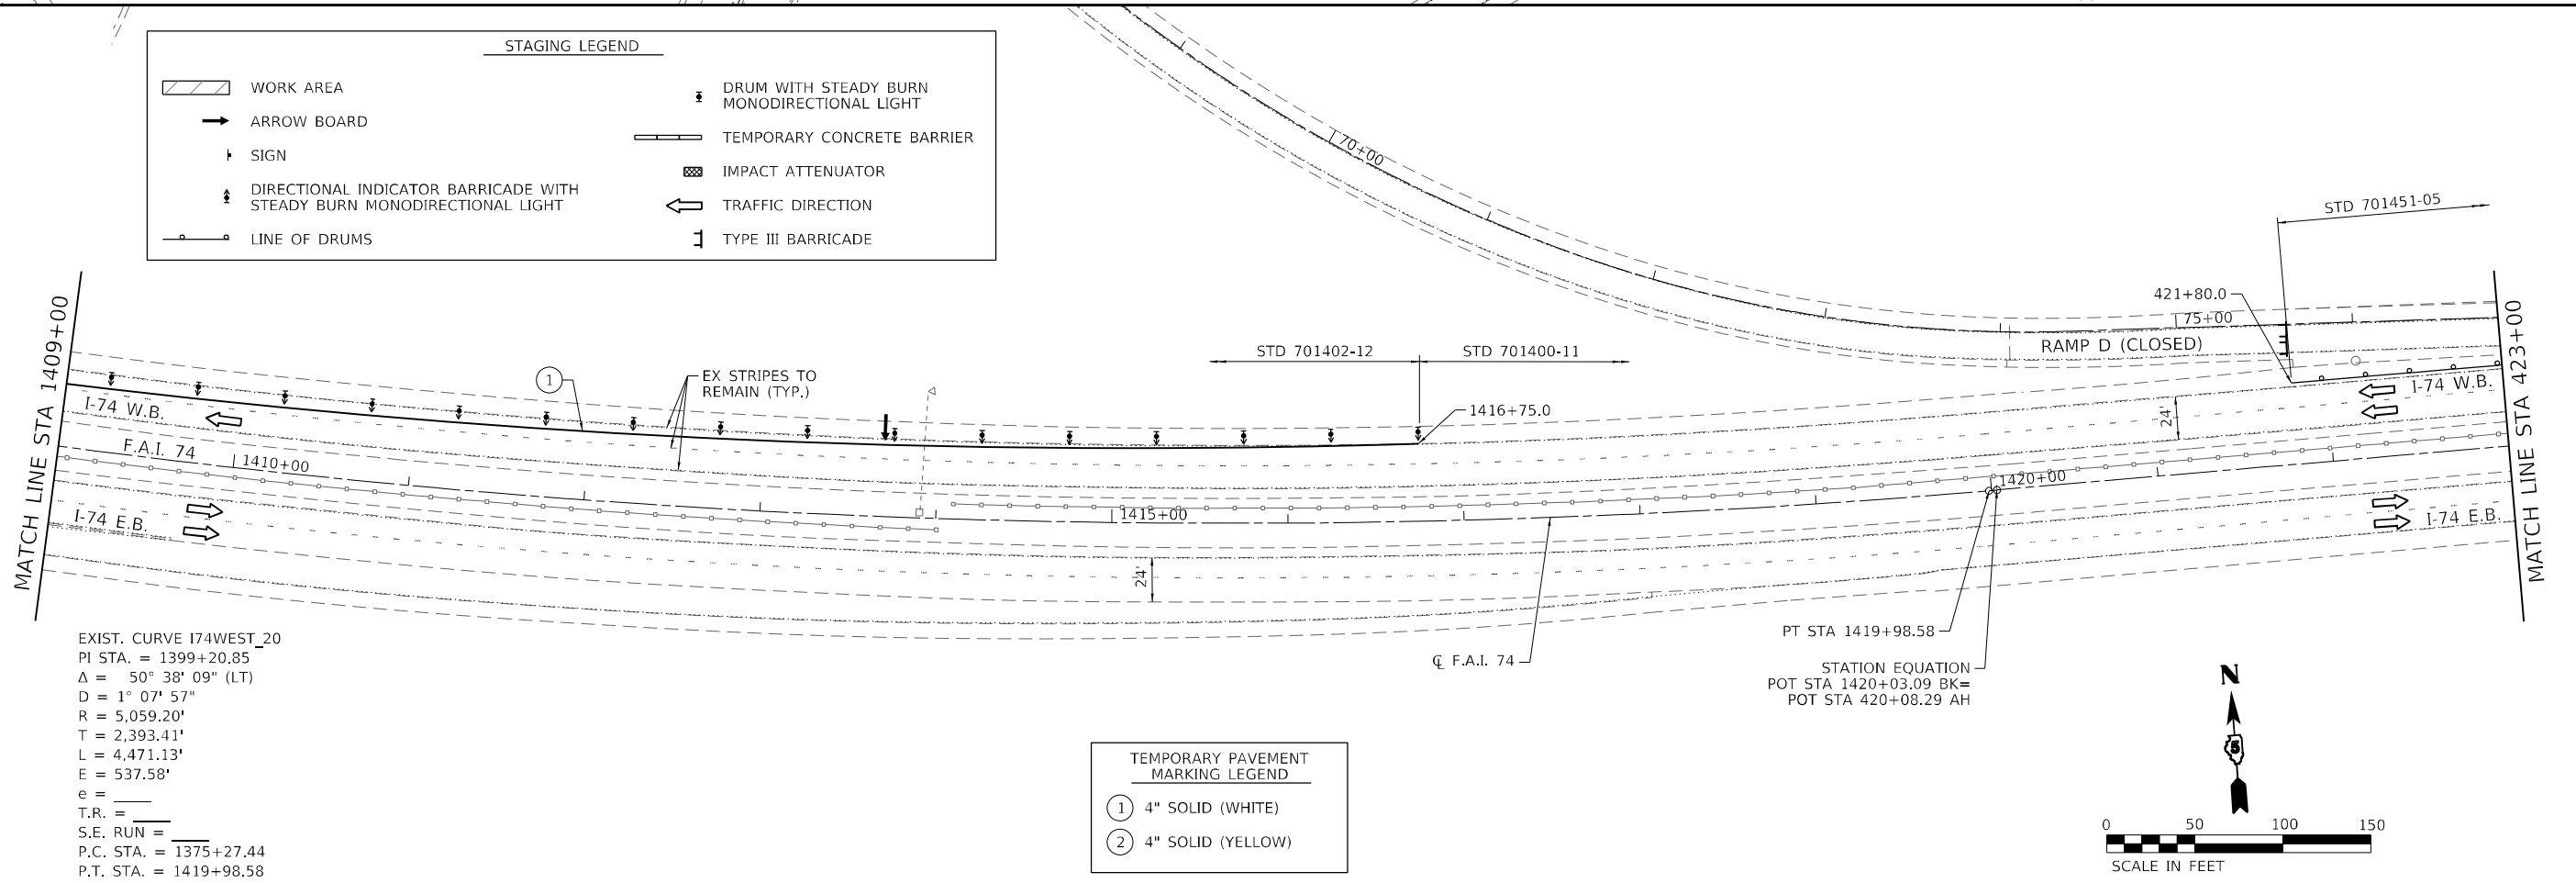 STAGING LEGEND
WORK AREA
ARROW BOARD
SIGN
DIRECTIONAL INDICATOR BARRICADE WITH
STEADY BURN MONODIRECTIONAL LIGHT
LINE OF DRUMS
DRUM WITH STEADY BURN
MONODIRECTIONAL LIGHT
TEMPORARY CONCRETE BARRIER
IMPACT ATTENUATOR
TRAFFIC DIRECTION
TYPE III BARRICADE
70+00
STD 701451-05
421+80.0
75+00
RAMP D (CLOSED)
MATCH LINE STA 1409+00
MATCH LINE STA 423+00
STD 701402-12
STD 701400-11
1
EX STRIPES TO
REMAIN (TYP.)
1416+75.0
I-74 W.B.
I-74 W.B.
24'
F.A.I. 74
1410+00
1415+00
1420+00
I-74 E.B.
I-74 E.B.
24'
PT STA 1419+98.58
℄ F.A.I. 74
STATION EQUATION
POT STA 1420+03.09 BK=
POT STA 420+08.29 AH
EXIST. CURVE I74WEST_20
PI STA. = 1399+20.85
Δ = 50° 38' 09" (LT)
D = 1° 07' 57"
R = 5,059.20'
T = 2,393.41'
L = 4,471.13'
E = 537.58'
e = ____
T.R. = ____
S.E. RUN = ____
P.C. STA. = 1375+27.44
P.T. STA. = 1419+98.58
TEMPORARY PAVEMENT
MARKING LEGEND
1 4" SOLID (WHITE)
2 4" SOLID (YELLOW)
N
5
0 50 100 150
SCALE IN FEET